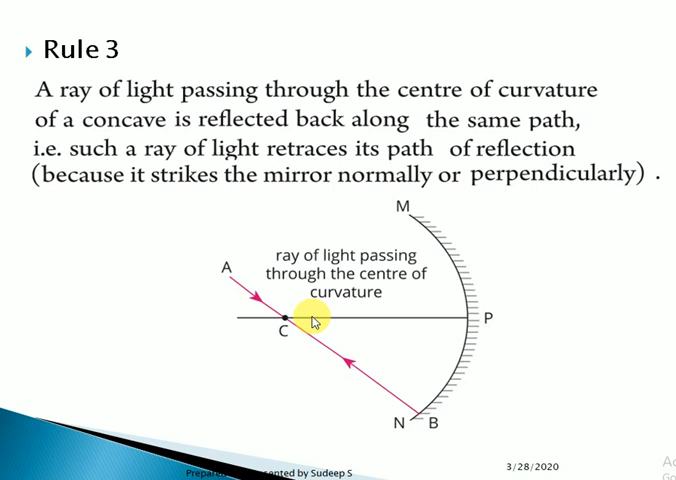 Rule 3
A ray of light passing through the centre of curvature
of a concave is reflected back along the same path,
i.e. such a ray of light retraces its path of reflection
(because it strikes the mirror normally or perpendicularly) .
M
A
ray of light passing
through the centre of
curvature
C
P
N B
Prepare esented by Sudeep S
3/28/2020